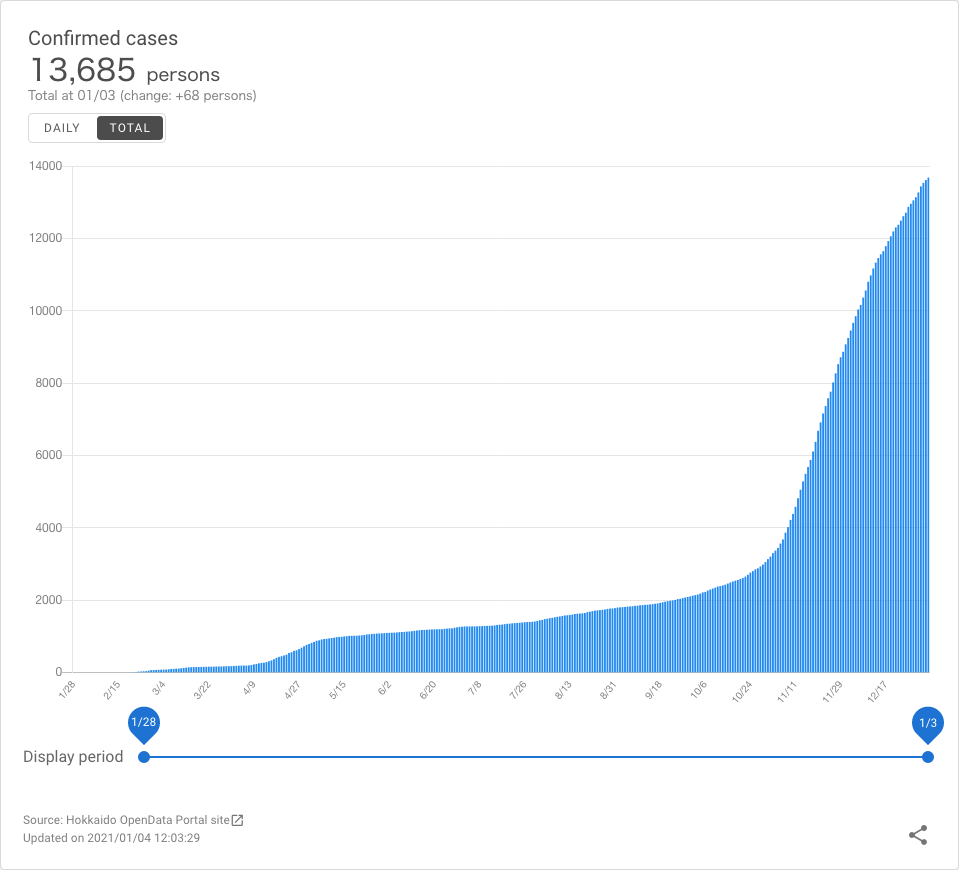 Confirmed cases
13,685 persons
Total at 01/03 (change: +68 persons)
DAILY TOTAL
14000
12000
10000
8000
6000
4000
2000
0
1/28 2/15 3/4 3/22 4/9 4/27 5/15 6/2 6/20 7/8 7/26 8/13 8/31 9/18 10/6 10/24 11/11 11/29 12/17
1/28 1/3
Display period
Source: Hokkaido OpenData Portal site
Updated on 2021/01/04 12:03:29